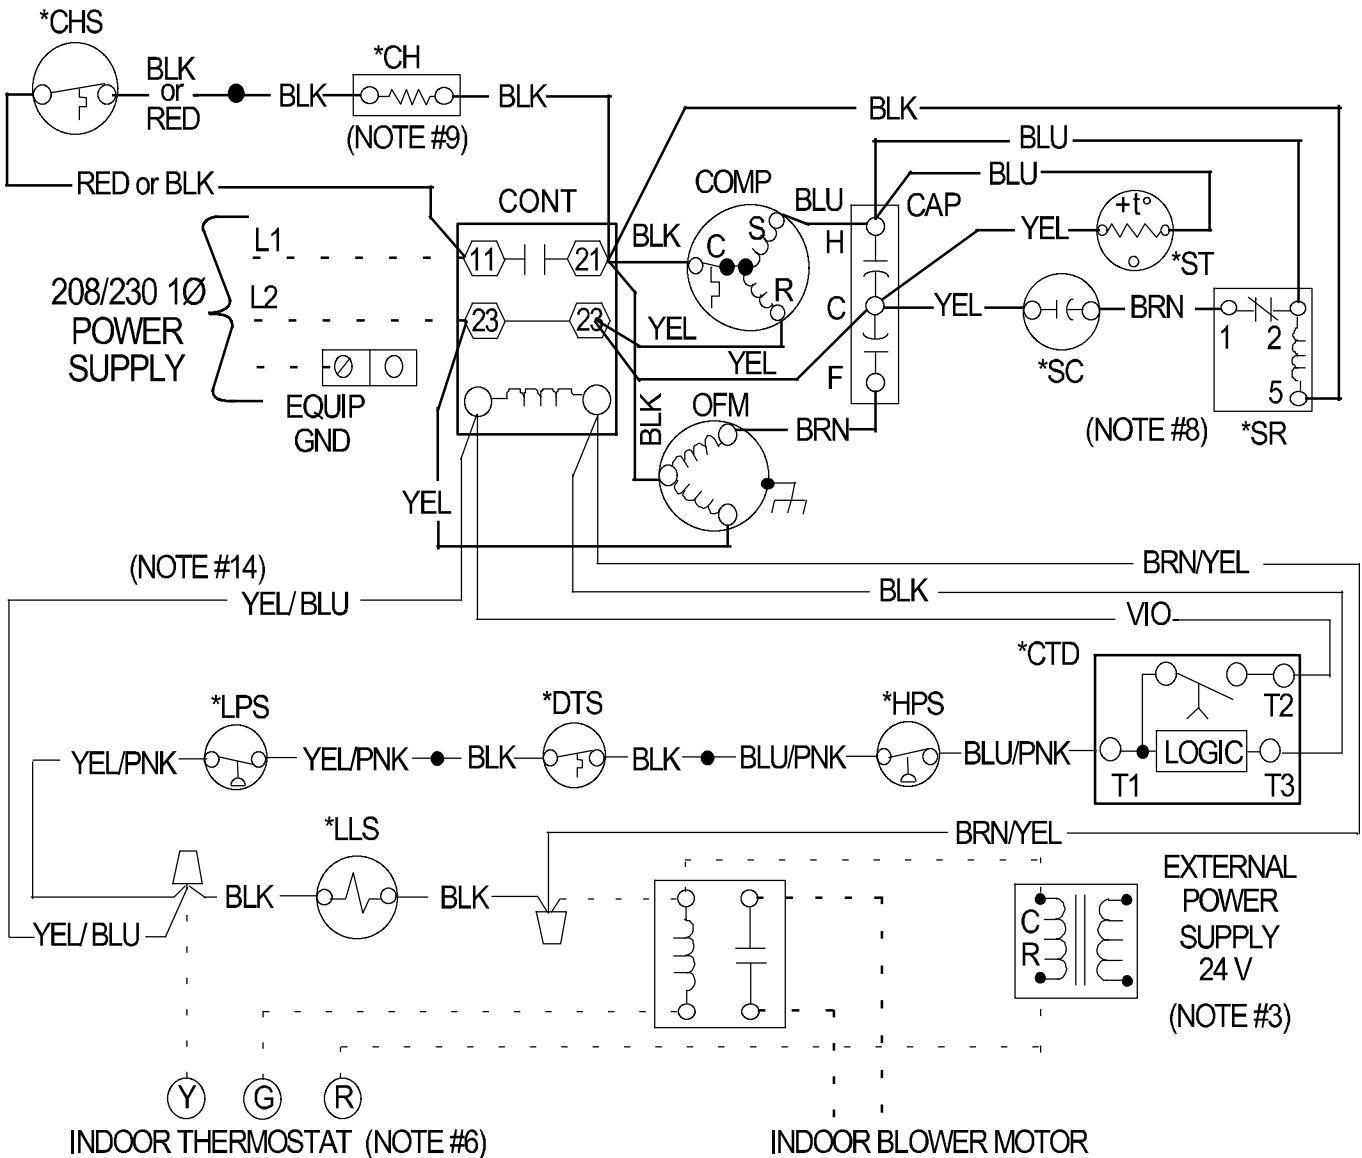 *CHS
BLK
or
RED
BLK
*CH
BLK
(NOTE #9)
BLK
BLU
BLU
RED or BLK
CONT
COMP
BLU
CAP
YEL
+t°
*ST
L1
L2
208/230 1Ø
POWER
SUPPLY
11
21
BLK
C
S
R
H
C
F
23
23
YEL
YEL
YEL
BRN
*SC
1
2
5
*SR
(NOTE #8)
EQUIP
GND
BLK
OFM
BRN
YEL
(NOTE #14)
YEL/ BLU
BRN/YEL
BLK
VIO
*CTD
T2
LOGIC
T1
T3
*LPS
*DTS
*HPS
YEL/PNK
YEL/PNK
BLK
BLK
BLU/PNK
BLU/PNK
*LLS
BRN/YEL
BLK
BLK
YEL/ BLU
C
R
EXTERNAL
POWER
SUPPLY
24 V
(NOTE #3)
Y
G
R
INDOOR THERMOSTAT (NOTE #6)
INDOOR BLOWER MOTOR